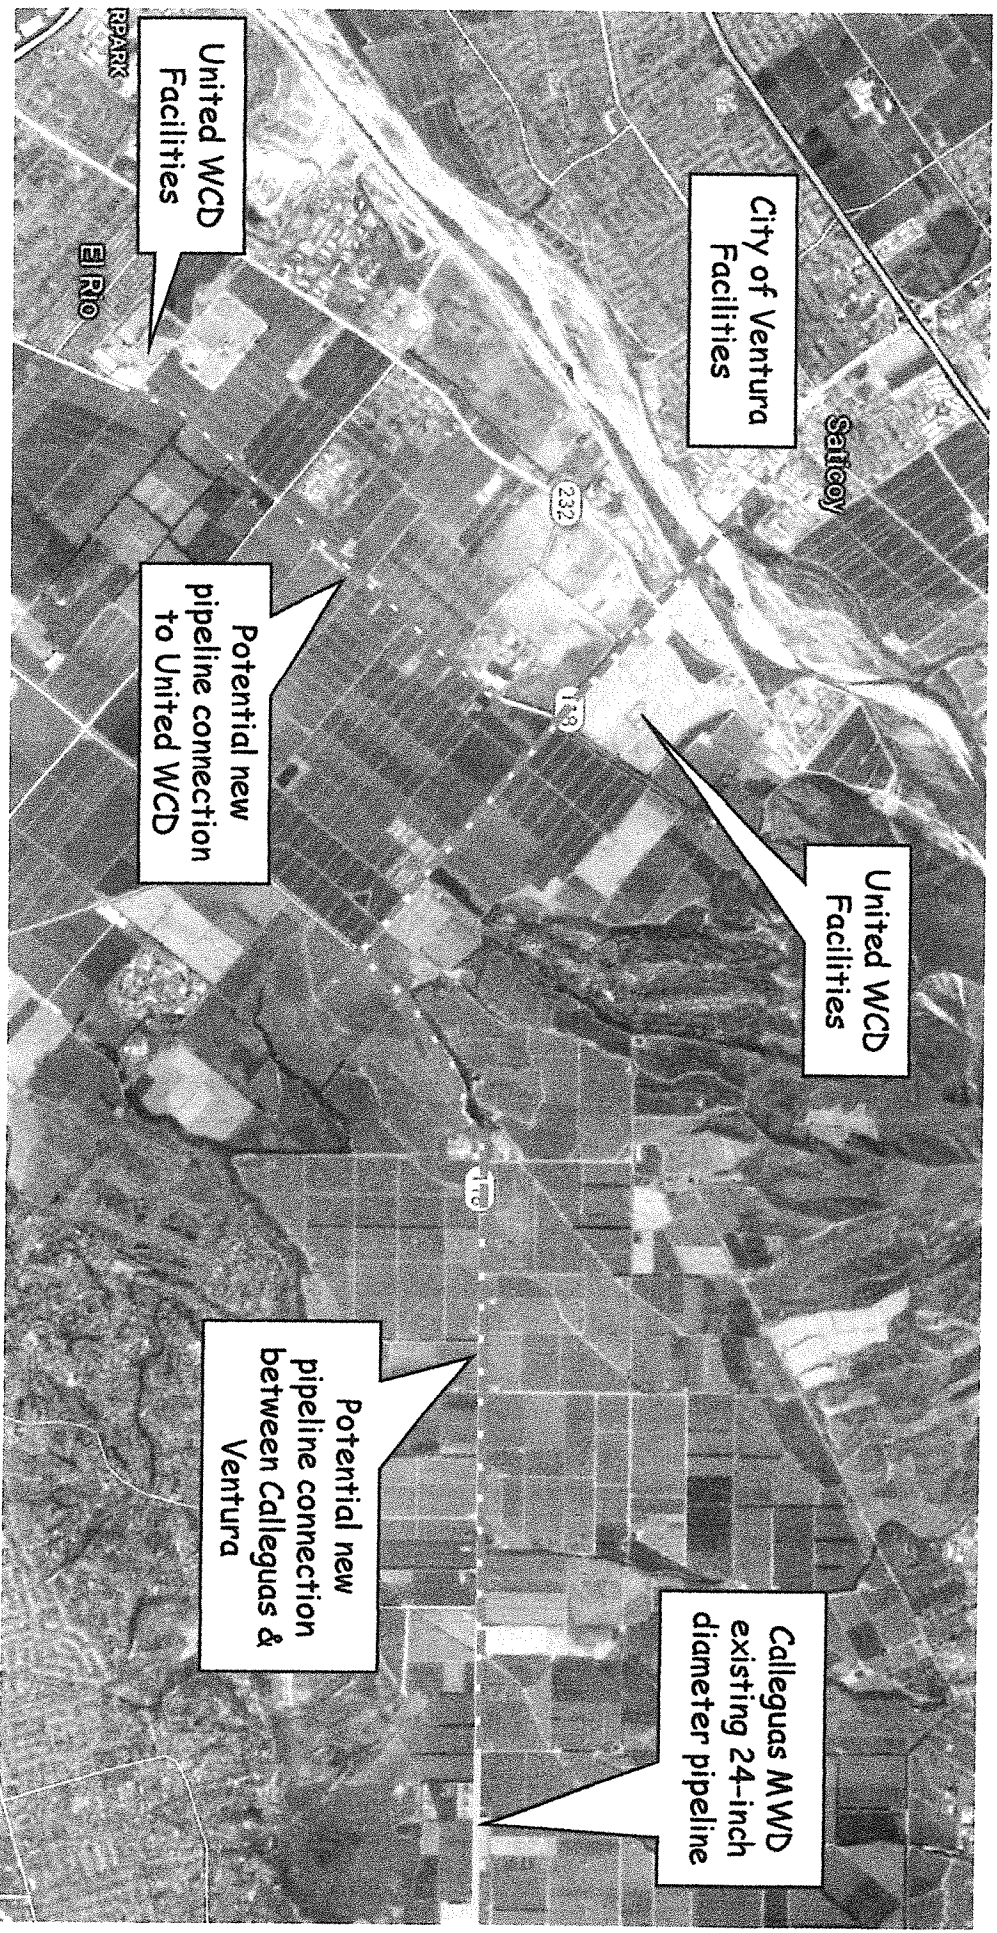 United WCD
Facilities
Saticoy
City of Ventura
Facilities
Calleguas MWD
existing 24-inch
diameter pipeline
232
118
Potential new
pipeline connection
between Calleguas &
Ventura
Potential new
pipeline connection
to United WCD
United WCD
Facilities
El Rio
RPARK